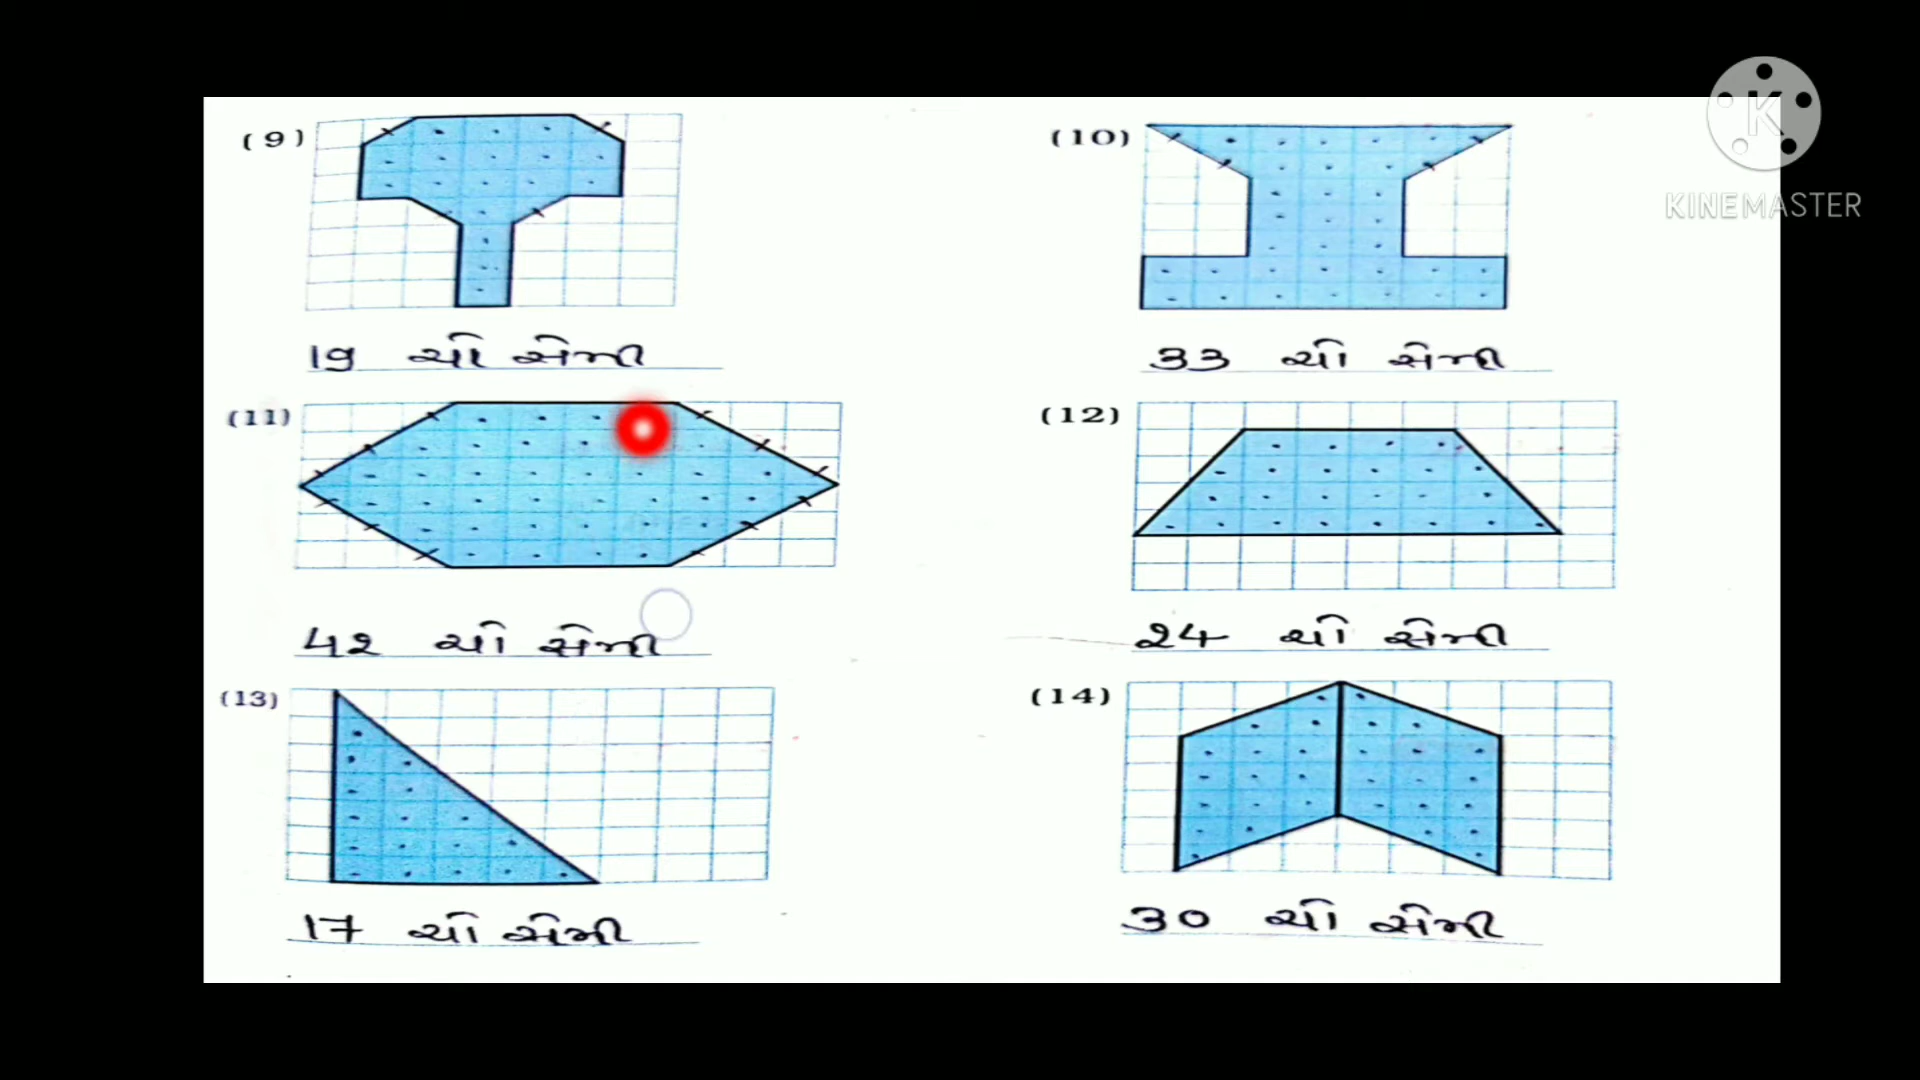 K
KINEMASTER
(9)
(10)
19 ચો સેમી
33 ચો સેમી
(11)
(12)
42 ચો સેમી
24 ચો સેમી
(13)
(14)
17 ચો સેમી
30 ચો સેમી